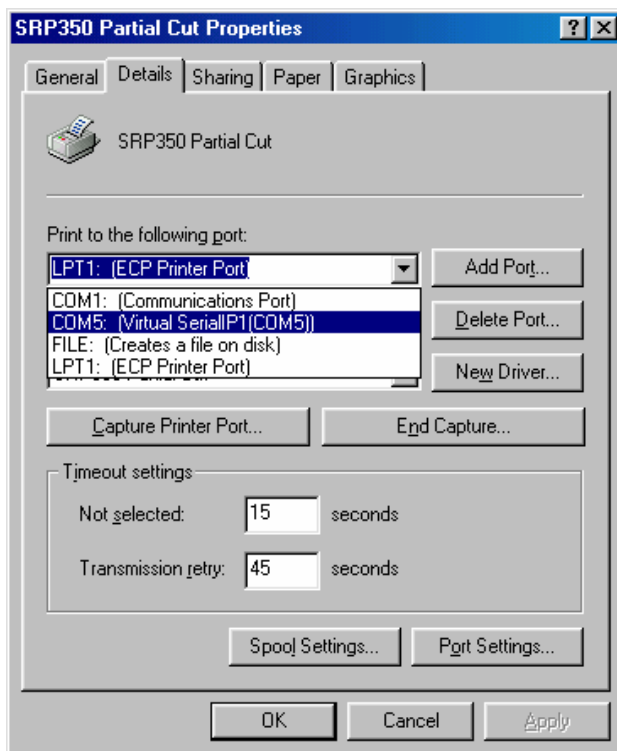 SRP350 Partial Cut Properties
General Details Sharing Paper Graphics
SRP350 Partial Cut
Print to the following port:
LPT1: (ECP Printer Port) Add Port...
COM1: (Communications Port)
COM5: (Virtual SerialIP1(COM5)) Delete Port...
FILE: (Creates a file on disk)
LPT1: (ECP Printer Port) New Driver...
Capture Printer Port... End Capture...
Timeout settings
Not selected: 15 seconds
Transmission retry: 45 seconds
Spool Settings... Port Settings...
OK Cancel Apply